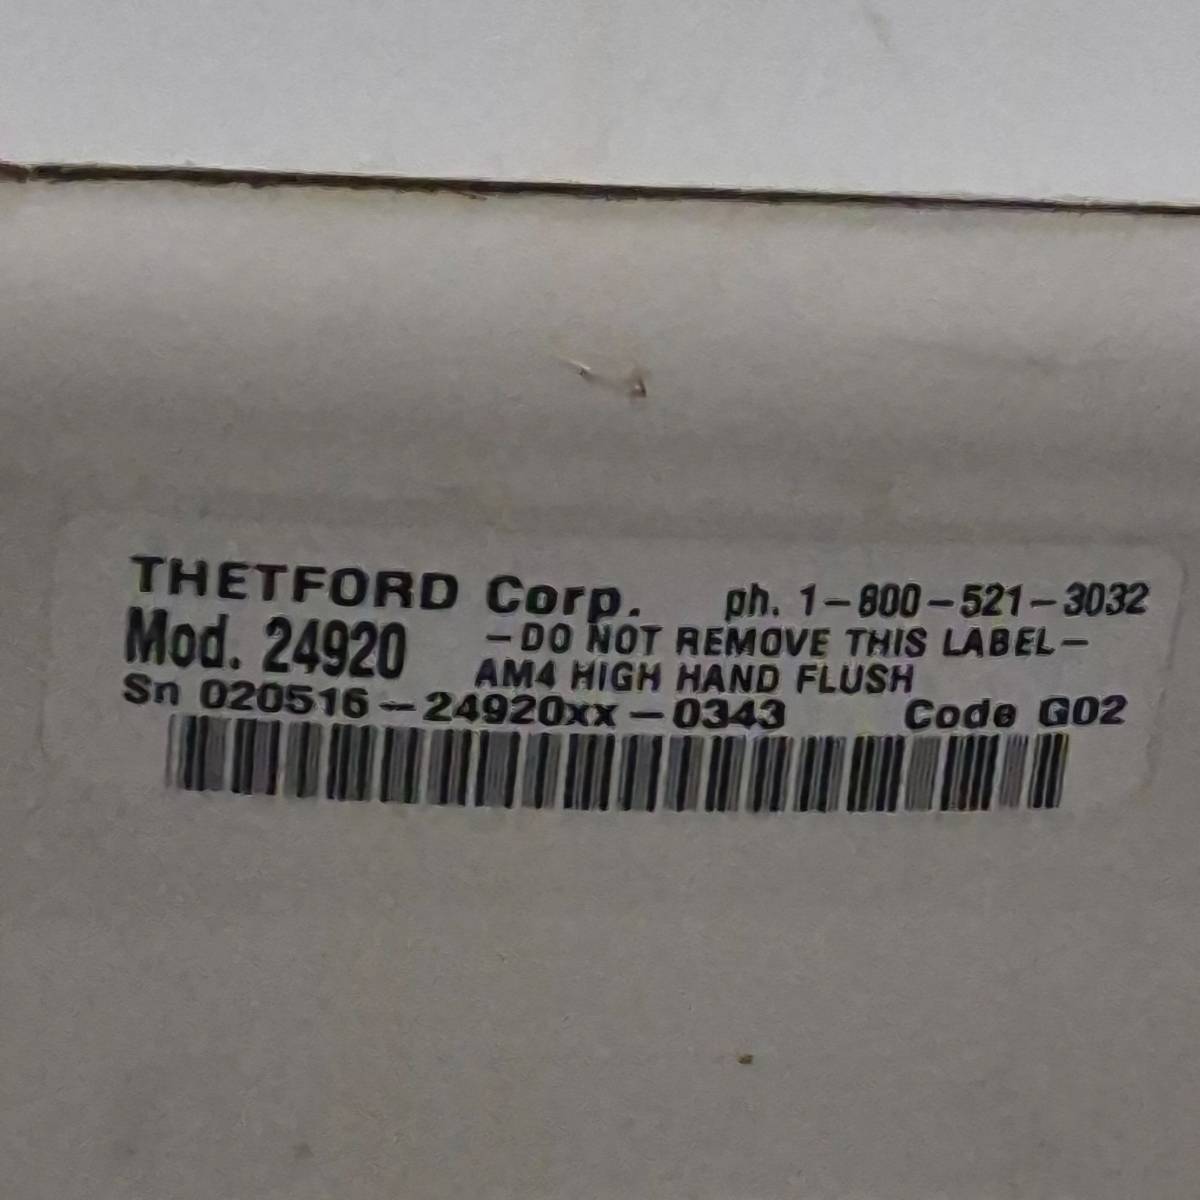 THETFORD Corp. ph. 1-800-521-3032
Mod. 24920 -DO NOT REMOVE THIS LABEL-
AM4 HIGH HAND FLUSH
Sn 020516-24920xx-0343 Code G02